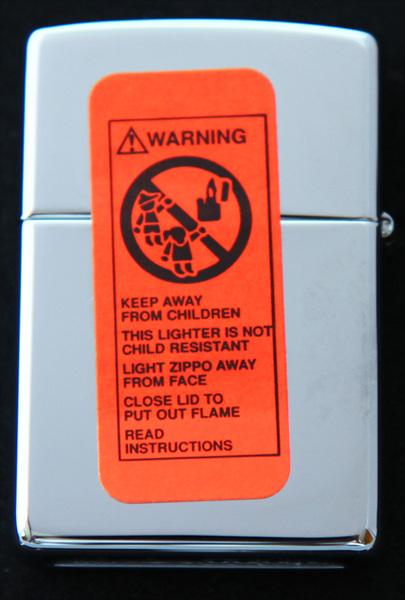 WARNING
KEEP AWAY
FROM CHILDREN
THIS LIGHTER IS NOT
CHILD RESISTANT
LIGHT ZIPPO AWAY
FROM FACE
CLOSE LID TO
PUT OUT FLAME
READ
INSTRUCTIONS